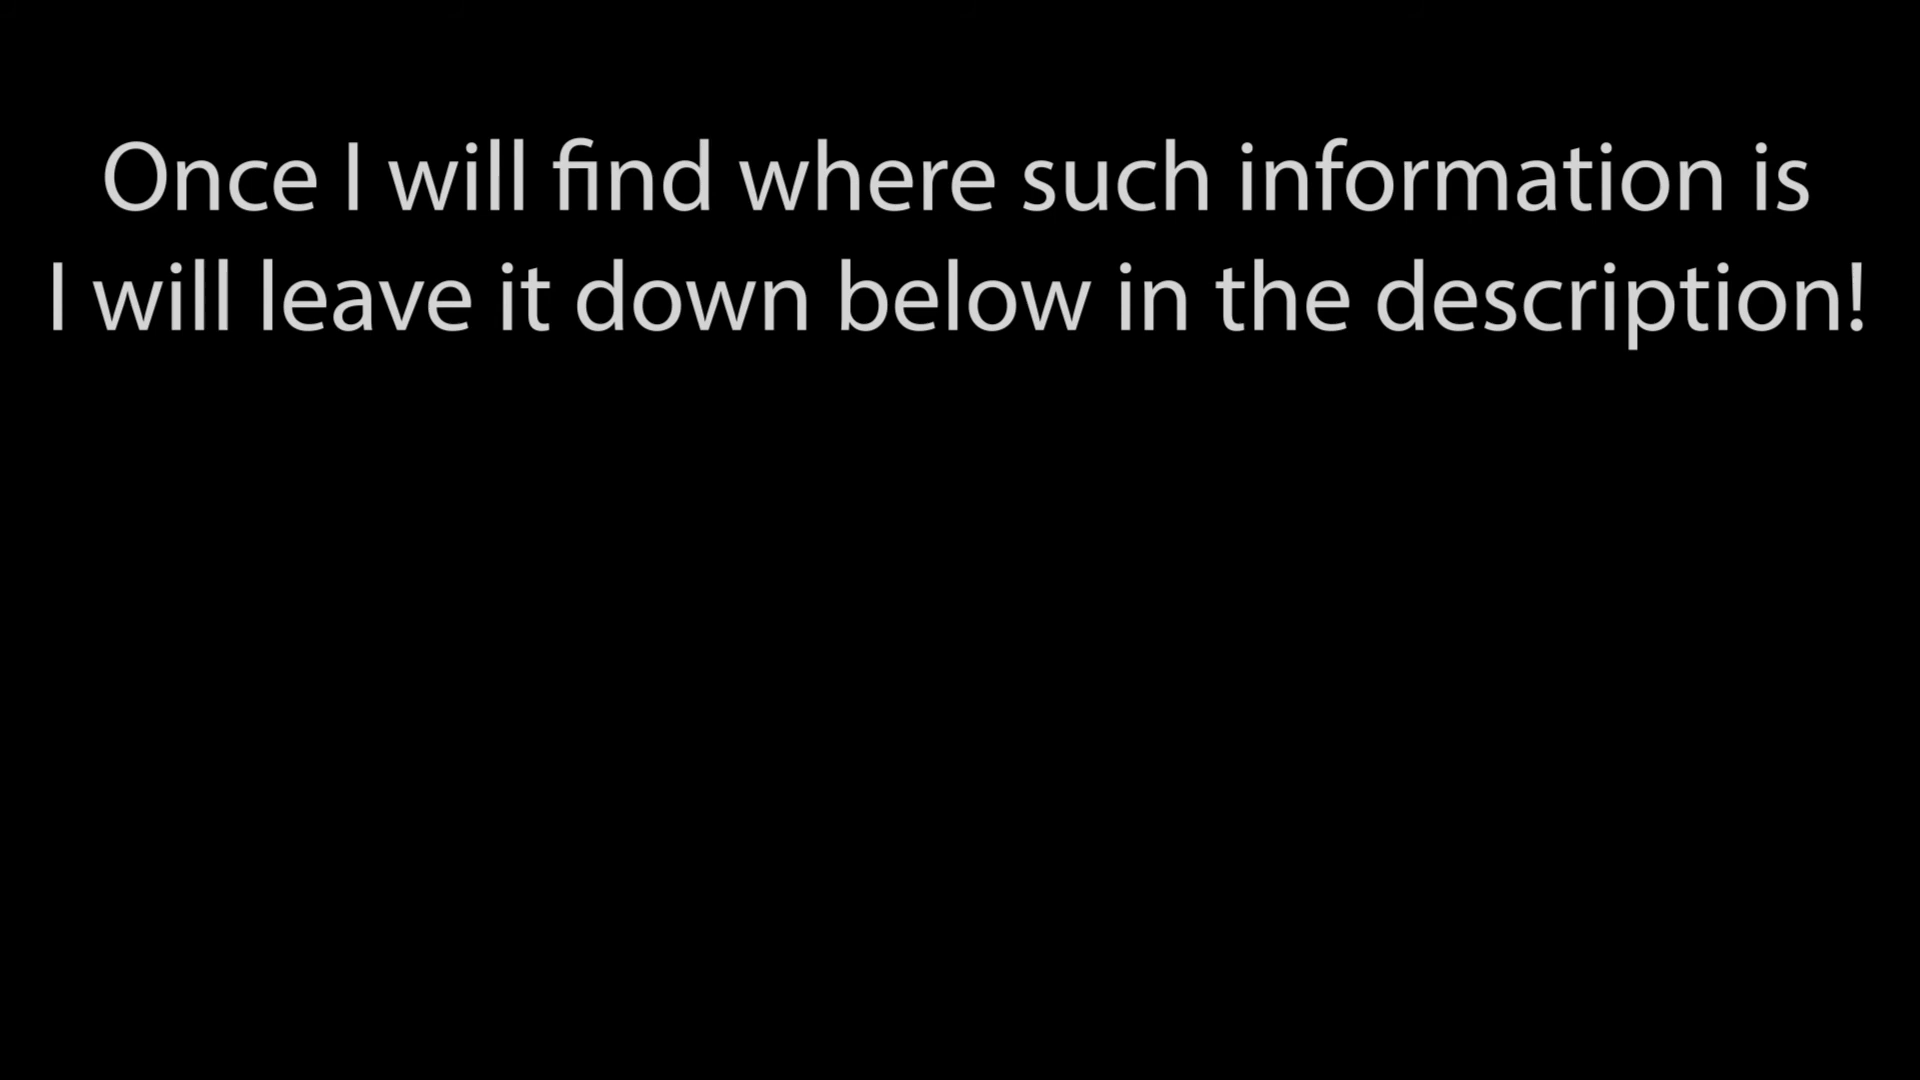 Once I will find where such information is
I will leave it down below in the description!